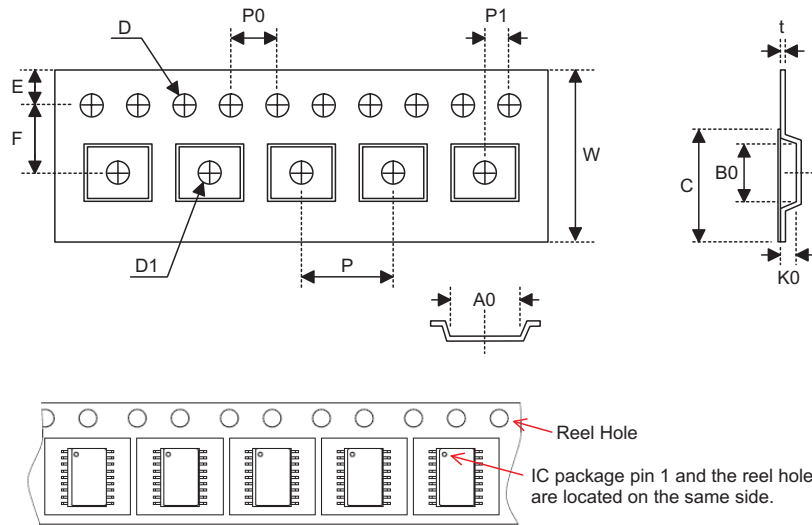 D
P0
P1
t
E
F
W
C
B0
D1
P
K0
A0
Reel Hole
IC package pin 1 and the reel holes
are located on the same side.